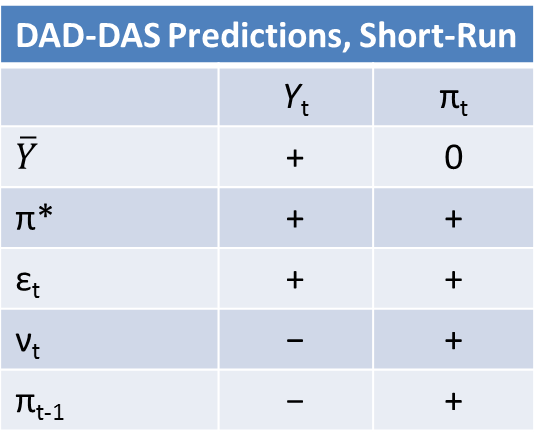 DAD-DAS Predictions, Short-Run
Yₜ πₜ
Ȳ + 0
π* + +
εₜ + +
νₜ − +
πₜ₋₁ − +